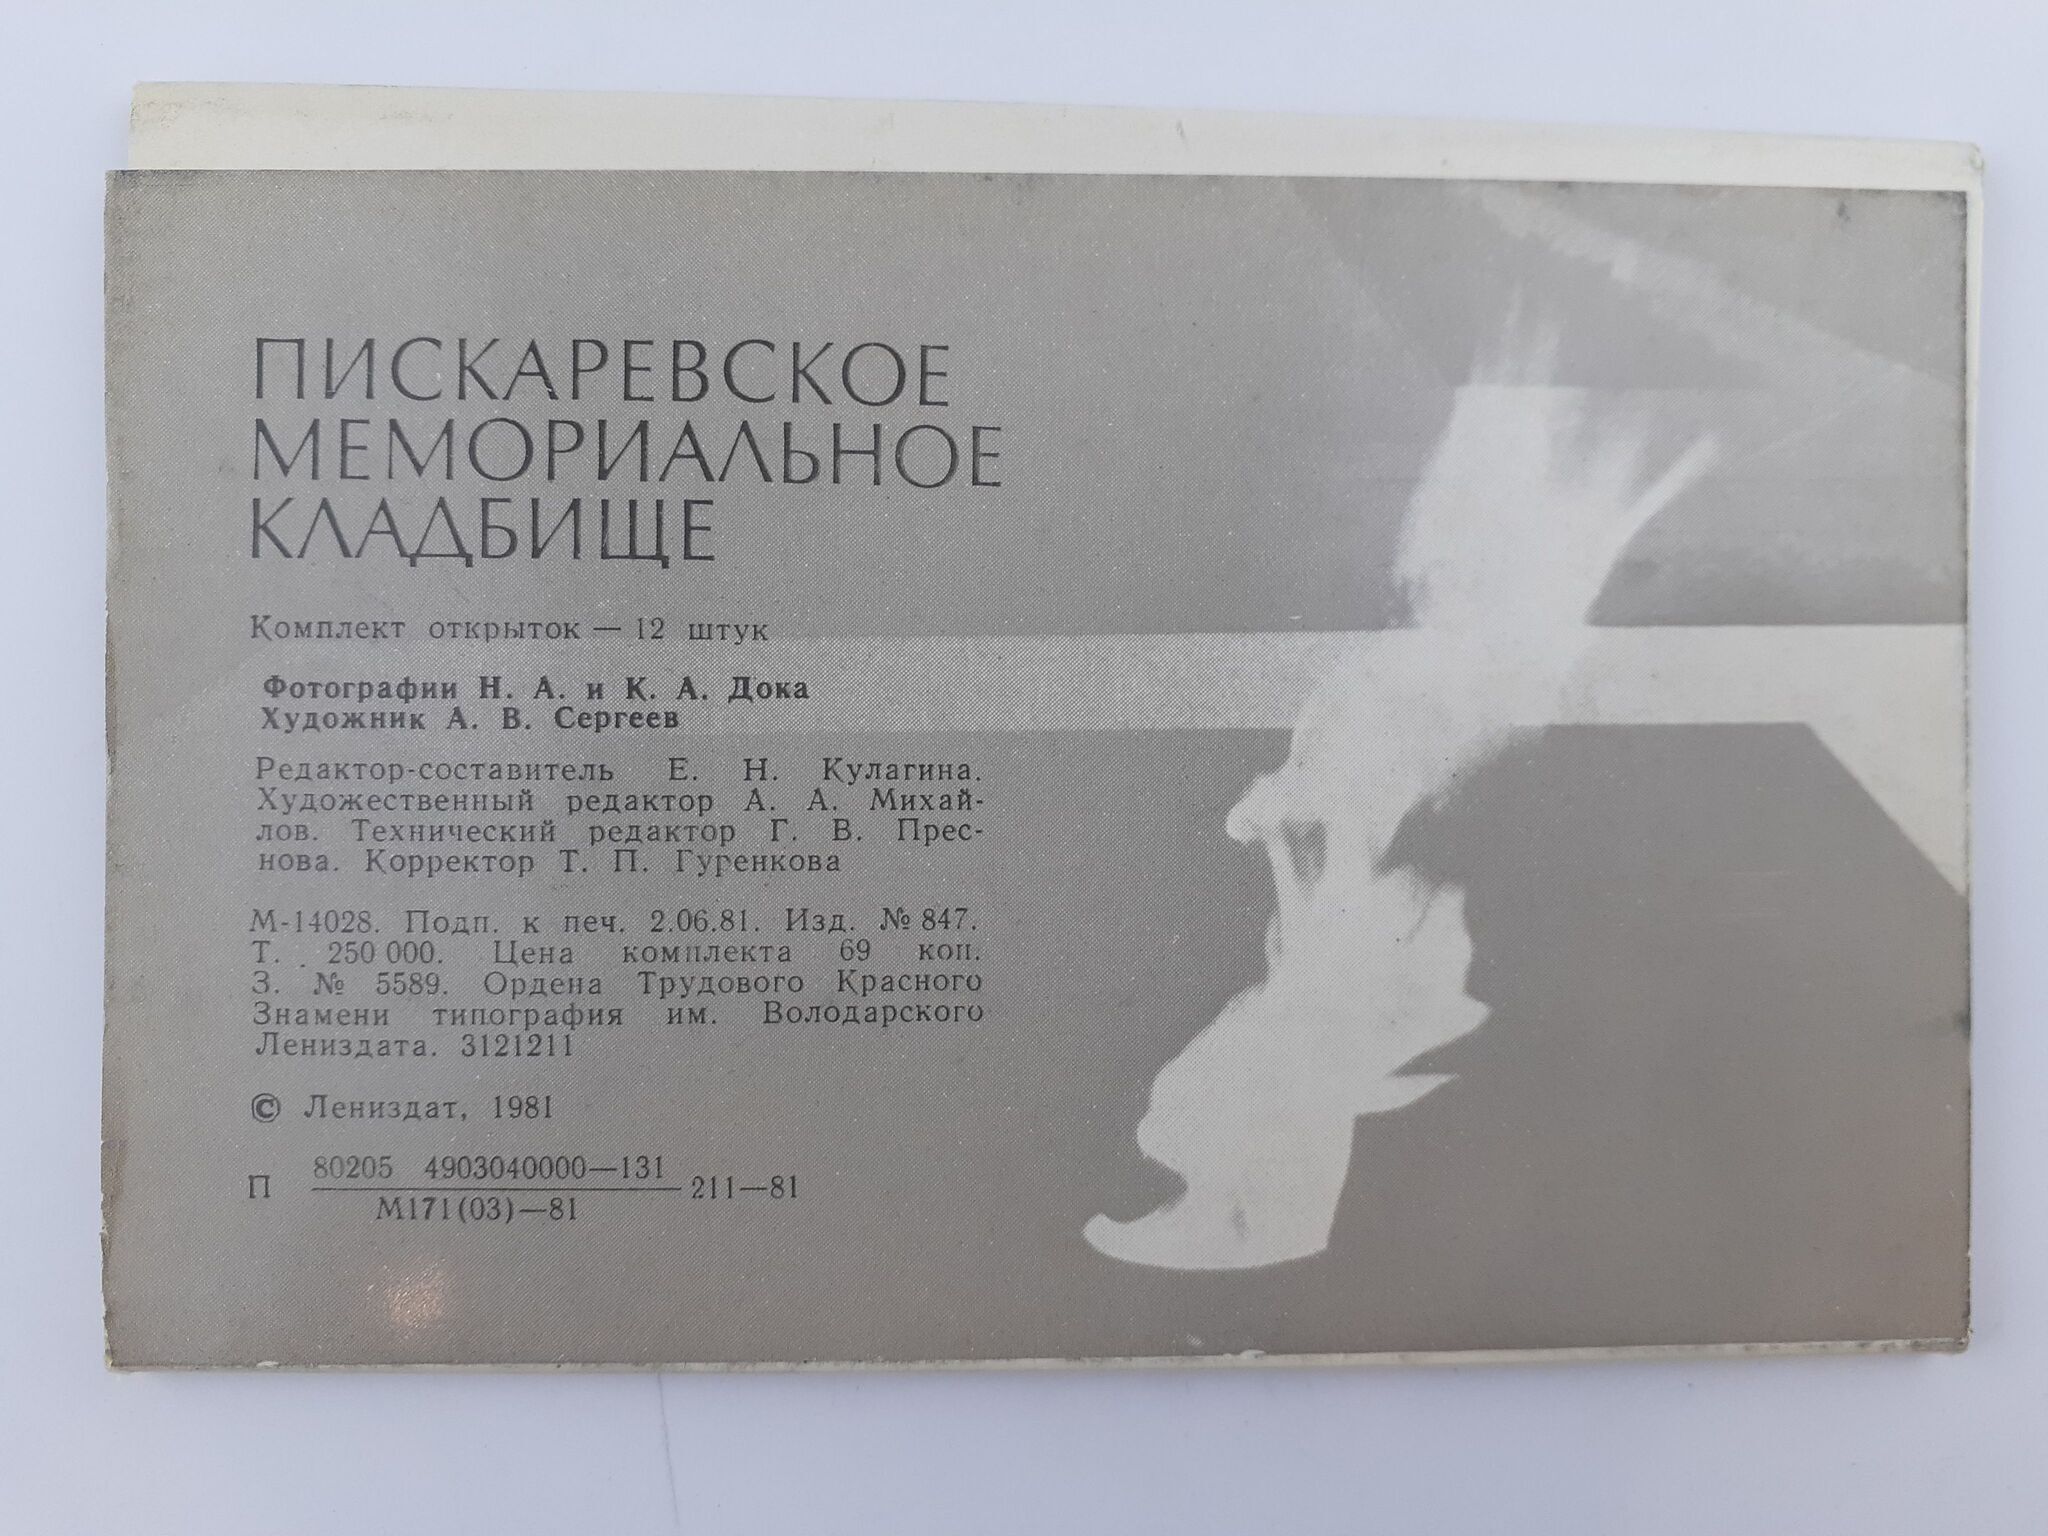 ПИСКАРЕВСКОЕ
МЕМОРИАЛЬНОЕ
КЛАДБИЩЕ
Комплект открыток — 12 штук
Фотографии Н. А. и К. А. Дока
Художник А. В. Сергеев
Редактор-составитель Е. Н. Кулагина.
Художественный редактор А. А. Михай-
лов. Технический редактор Г. В. Прес-
нова. Корректор Т. П. Гуренкова
М-14028. Подп. к печ. 2.06.81. Изд. № 847.
Т. 250 000. Цена комплекта 69 коп.
З. № 5589. Ордена Трудового Красного
Знамени типография им. Володарского
Лениздата. 3121211
© Лениздат, 1981
80205 4903040000—131
П 211—81
М171(03)—81